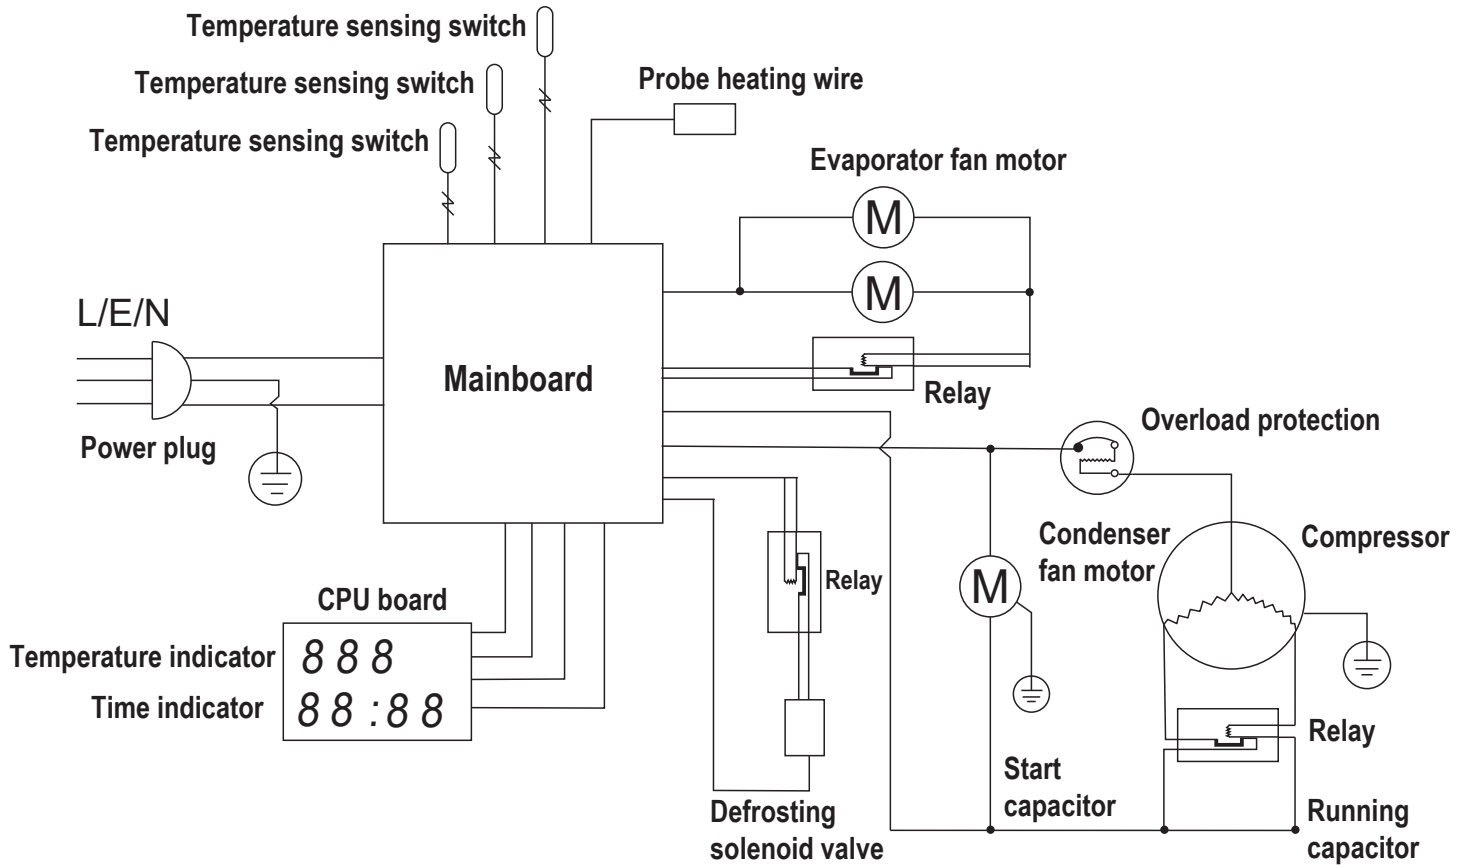 Temperature sensing switch
Temperature sensing switch
Probe heating wire
Temperature sensing switch
Evaporator fan motor
M
M
L/E/N
Mainboard
Relay
Power plug
Overload protection
Condenser
fan motor
Compressor
M
Relay
CPU board
Temperature indicator
888
Time indicator
88:88
Relay
Start
capacitor
Defrosting
solenoid valve
Running
capacitor